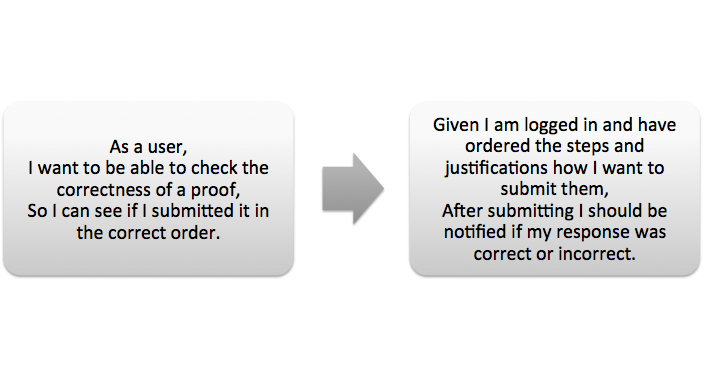 As a user,
I want to be able to check the
correctness of a proof,
So I can see if I submitted it in
the correct order.
Given I am logged in and have
ordered the steps and
justifications how I want to
submit them,
After submitting I should be
notified if my response was
correct or incorrect.